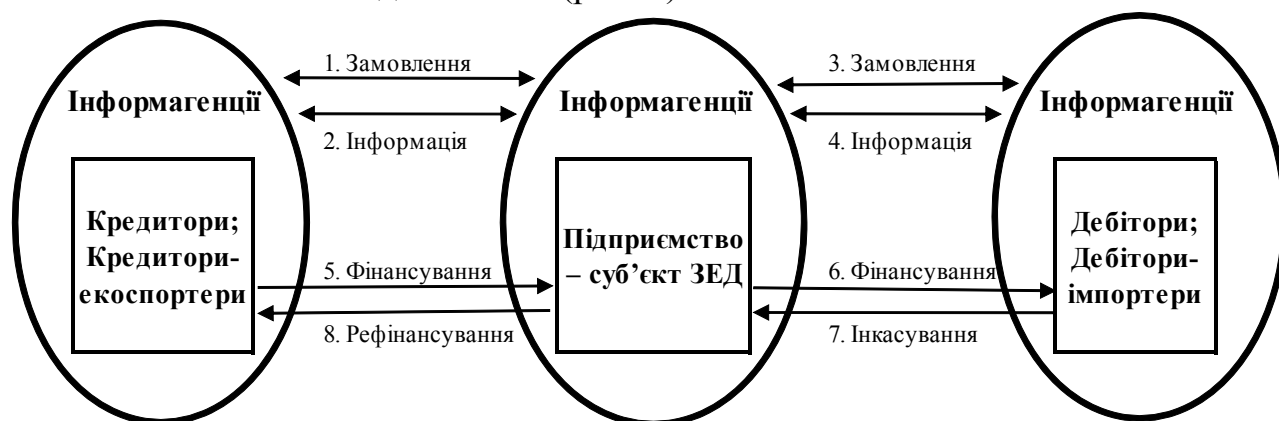 1. Замовлення
3. Замовлення
Інформагенції
Інформагенції
Інформагенції
2. Інформація
4. Інформація
Кредитори;
Кредитори-
екоспортери
Підприємство
– суб’єкт ЗЕД
Дебітори;
Дебітори-
імпортери
5. Фінансування
6. Фінансування
8. Рефінансування
7. Інкасування